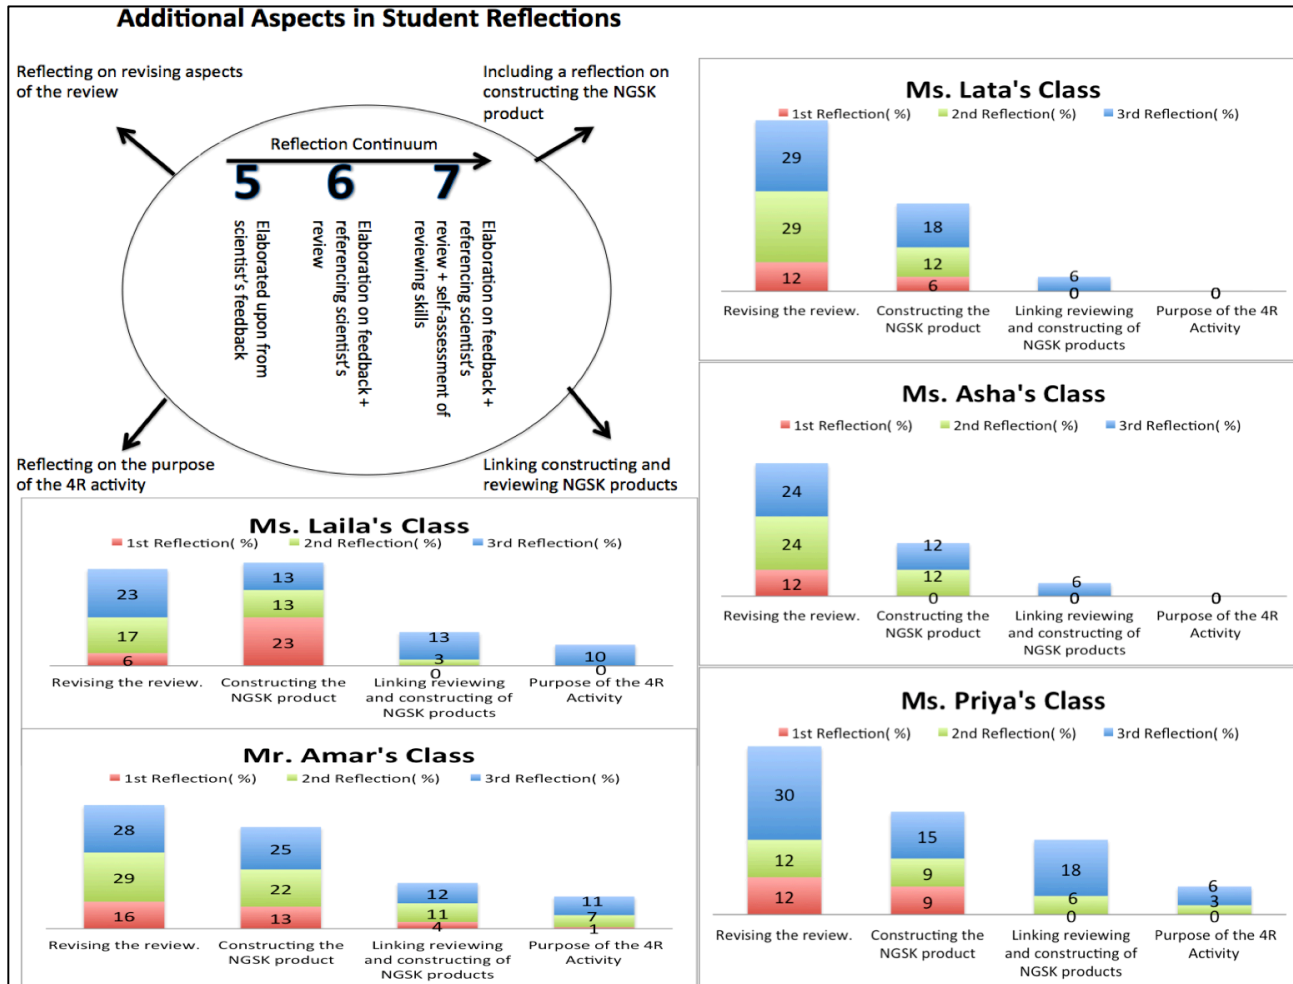 Additional Aspects in Student Reflections
Reflecting on revising aspects
of the review
Including a reflection on
constructing the NGSK
product
Reflection Continuum
5
6
7
Elaborated upon from
scientist's feedback
Elaboration on feedback +
referencing scientist's
review
Elaboration on feedback +
referencing scientist's
review + self-assessment of
reviewing skills
Reflecting on the purpose
of the 4R activity
Linking constructing and
reviewing NGSK products
Ms. Lata's Class
1st Reflection( %) 2nd Reflection( %) 3rd Reflection( %)
29
29
12
18
12
6
6
0
0
Revising the review.
Constructing the
NGSK product
Linking reviewing
and constructing of
NGSK products
Purpose of the 4R
Activity
Ms. Asha's Class
1st Reflection( %) 2nd Reflection( %) 3rd Reflection( %)
24
24
12
12
12
0
6
0
0
Revising the review.
Constructing the
NGSK product
Linking reviewing
and constructing of
NGSK products
Purpose of the 4R
Activity
Ms. Laila's Class
1st Reflection( %) 2nd Reflection( %) 3rd Reflection( %)
23
17
6
13
13
23
13
3
0
10
0
Revising the review.
Constructing the
NGSK product
Linking reviewing
and constructing of
NGSK products
Purpose of the 4R
Activity
Ms. Priya's Class
1st Reflection( %) 2nd Reflection( %) 3rd Reflection( %)
30
12
12
15
9
9
18
6
0
6
3
0
Revising the review.
Constructing the
NGSK product
Linking reviewing
and constructing of
NGSK products
Purpose of the 4R
Activity
Mr. Amar's Class
1st Reflection( %) 2nd Reflection( %) 3rd Reflection( %)
28
29
16
25
22
13
12
11
4
11
7
1
Revising the review.
Constructing the
NGSK product
Linking reviewing
and constructing of
NGSK products
Purpose of the 4R
Activity